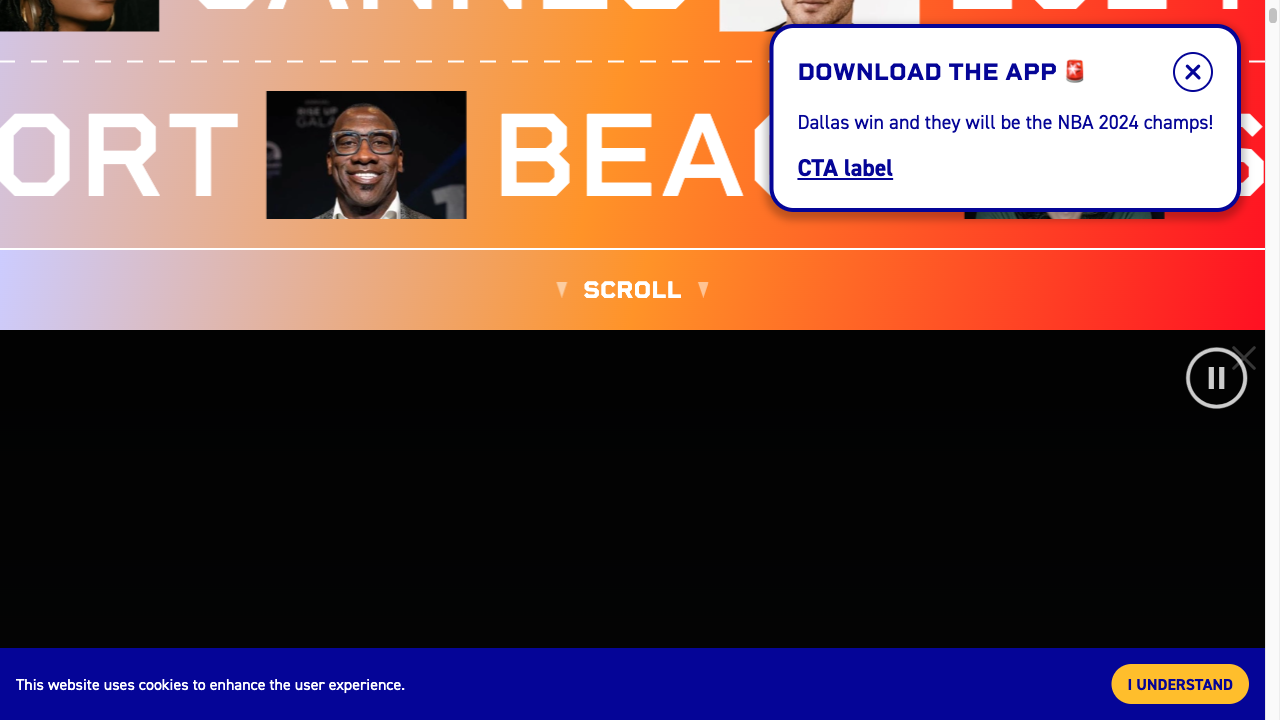 DOWNLOAD THE APP 🚨
Dallas win and they will be the NBA 2024 champs!
CTA label
ORT BEA
SCROLL
This website uses cookies to enhance the user experience.
I UNDERSTAND